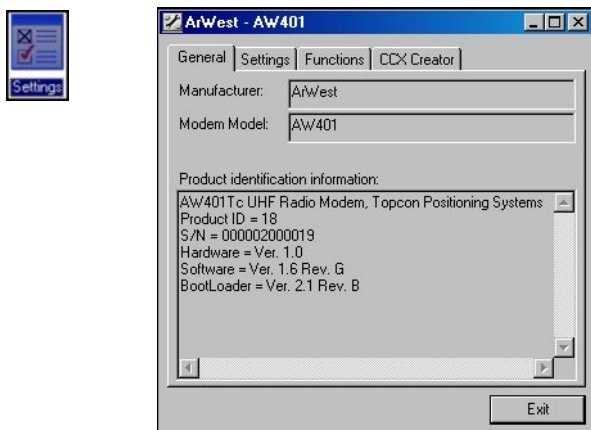 Settings
ArWest - AW401
General Settings Functions CCX Creator
Manufacturer: ArWest
Modem Model: AW401
Product identification information:
AW401Tc UHF Radio Modem, Topcon Positioning Systems
Product ID = 18
S/N = 000002000019
Hardware = Ver. 1.0
Software = Ver. 1.6 Rev. G
BootLoader = Ver. 2.1 Rev. B
Exit